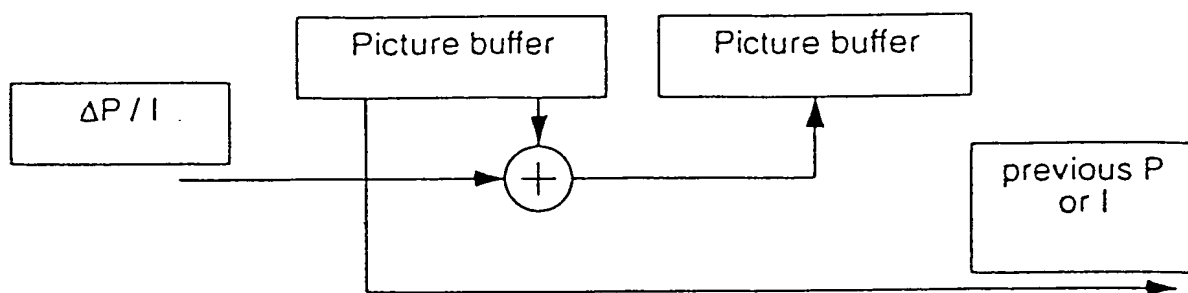 Picture buffer
Picture buffer
ΔP / I
+
previous P
or I